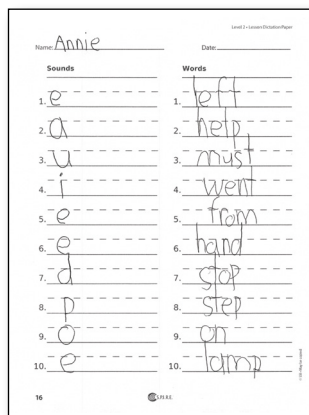 Level 2 • Lesson Dictation Paper
Name: Annie Date:
Sounds Words
1. e 1. left
2. a 2. help
3. u 3. must
4. i 4. went
5. e 5. from
6. e 6. hand
7. d 7. stop
8. p 8. step
9. o 9. on
10. e 10. lamp
16